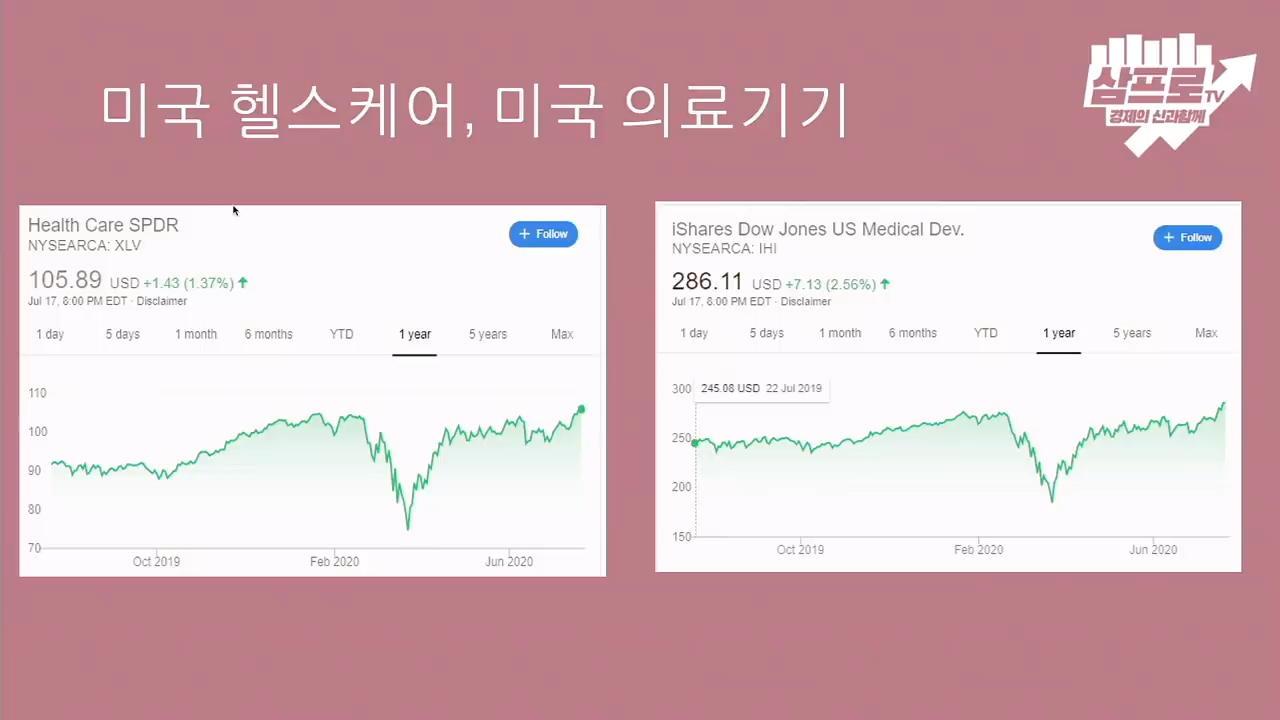 미국 헬스케어, 미국 의료기기
삼프로TV
경제의 신과함께
Health Care SPDR
NYSEARCA: XLV
+ Follow
105.89 USD +1.43 (1.37%)
Jul 17, 8:00 PM EDT · Disclaimer
1 day 5 days 1 month 6 months YTD 1 year 5 years Max
110
100
90
80
70
Oct 2019 Feb 2020 Jun 2020
iShares Dow Jones US Medical Dev.
NYSEARCA: IHI
+ Follow
286.11 USD +7.13 (2.56%)
Jul 17, 8:00 PM EDT · Disclaimer
1 day 5 days 1 month 6 months YTD 1 year 5 years Max
300
245.08 USD 22 Jul 2019
250
200
150
Oct 2019 Feb 2020 Jun 2020